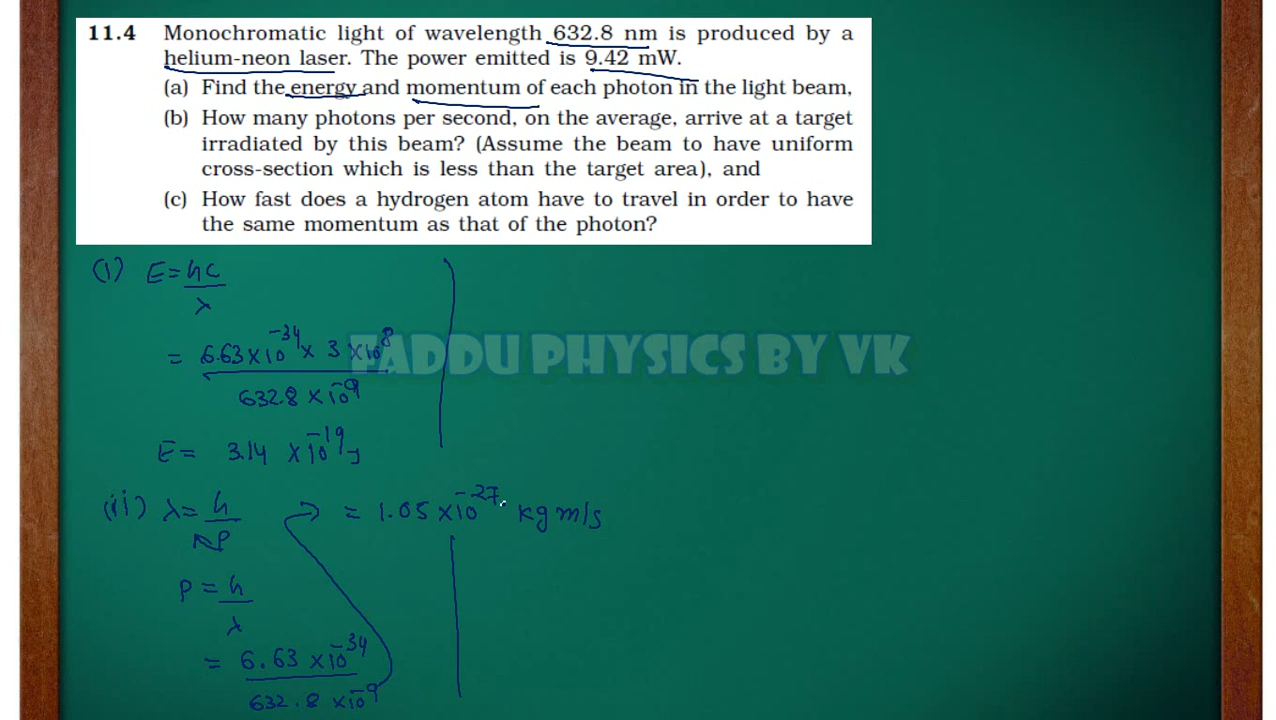 11.4 Monochromatic light of wavelength 632.8 nm is produced by a
helium-neon laser. The power emitted is 9.42 mW.
(a) Find the energy and momentum of each photon in the light beam,
(b) How many photons per second, on the average, arrive at a target
irradiated by this beam? (Assume the beam to have uniform
cross-section which is less than the target area), and
(c) How fast does a hydrogen atom have to travel in order to have
the same momentum as that of the photon?
(i) E = hc
λ
= 6.63 × 10^-34 × 3 × 10^8
632.8 × 10^-9
FADDU PHYSICS BY VK
E = 3.14 × 10^-19 J
(ii) λ = h
P
= 1.05 × 10^-27 kg m/s
P = h
λ
= 6.63 × 10^-34
632.8 × 10^-9